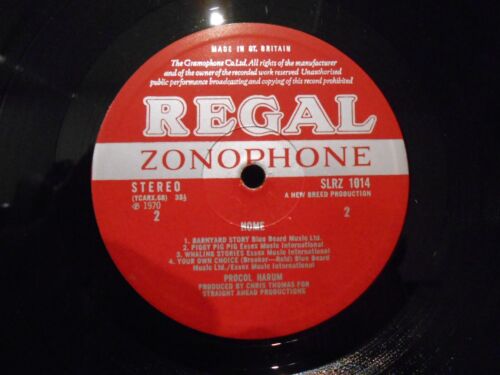 MADE IN GT. BRITAIN
The Gramophone Co. Ltd. All rights of the manufacturer
and of the owner of the recorded work reserved Unauthorised
public performance broadcasting and copying of this record prohibited
REGAL
ZONOPHONE
STEREO
(YCARX.68) 33⅓
℗ 1970
2
SLRZ 1014
A NEW BREED PRODUCTION
2
HOME
1. BARNYARD STORY Blue Beard Music Ltd.
2. PIGGY PIG PIG Essex Music International
3. WHALING STORIES Essex Music International
4. YOUR OWN CHOICE (Brooker—Reid) Blue Beard
Music Ltd./Essex Music International
PROCOL HARUM
PRODUCED BY CHRIS THOMAS FOR
STRAIGHT AHEAD PRODUCTIONS